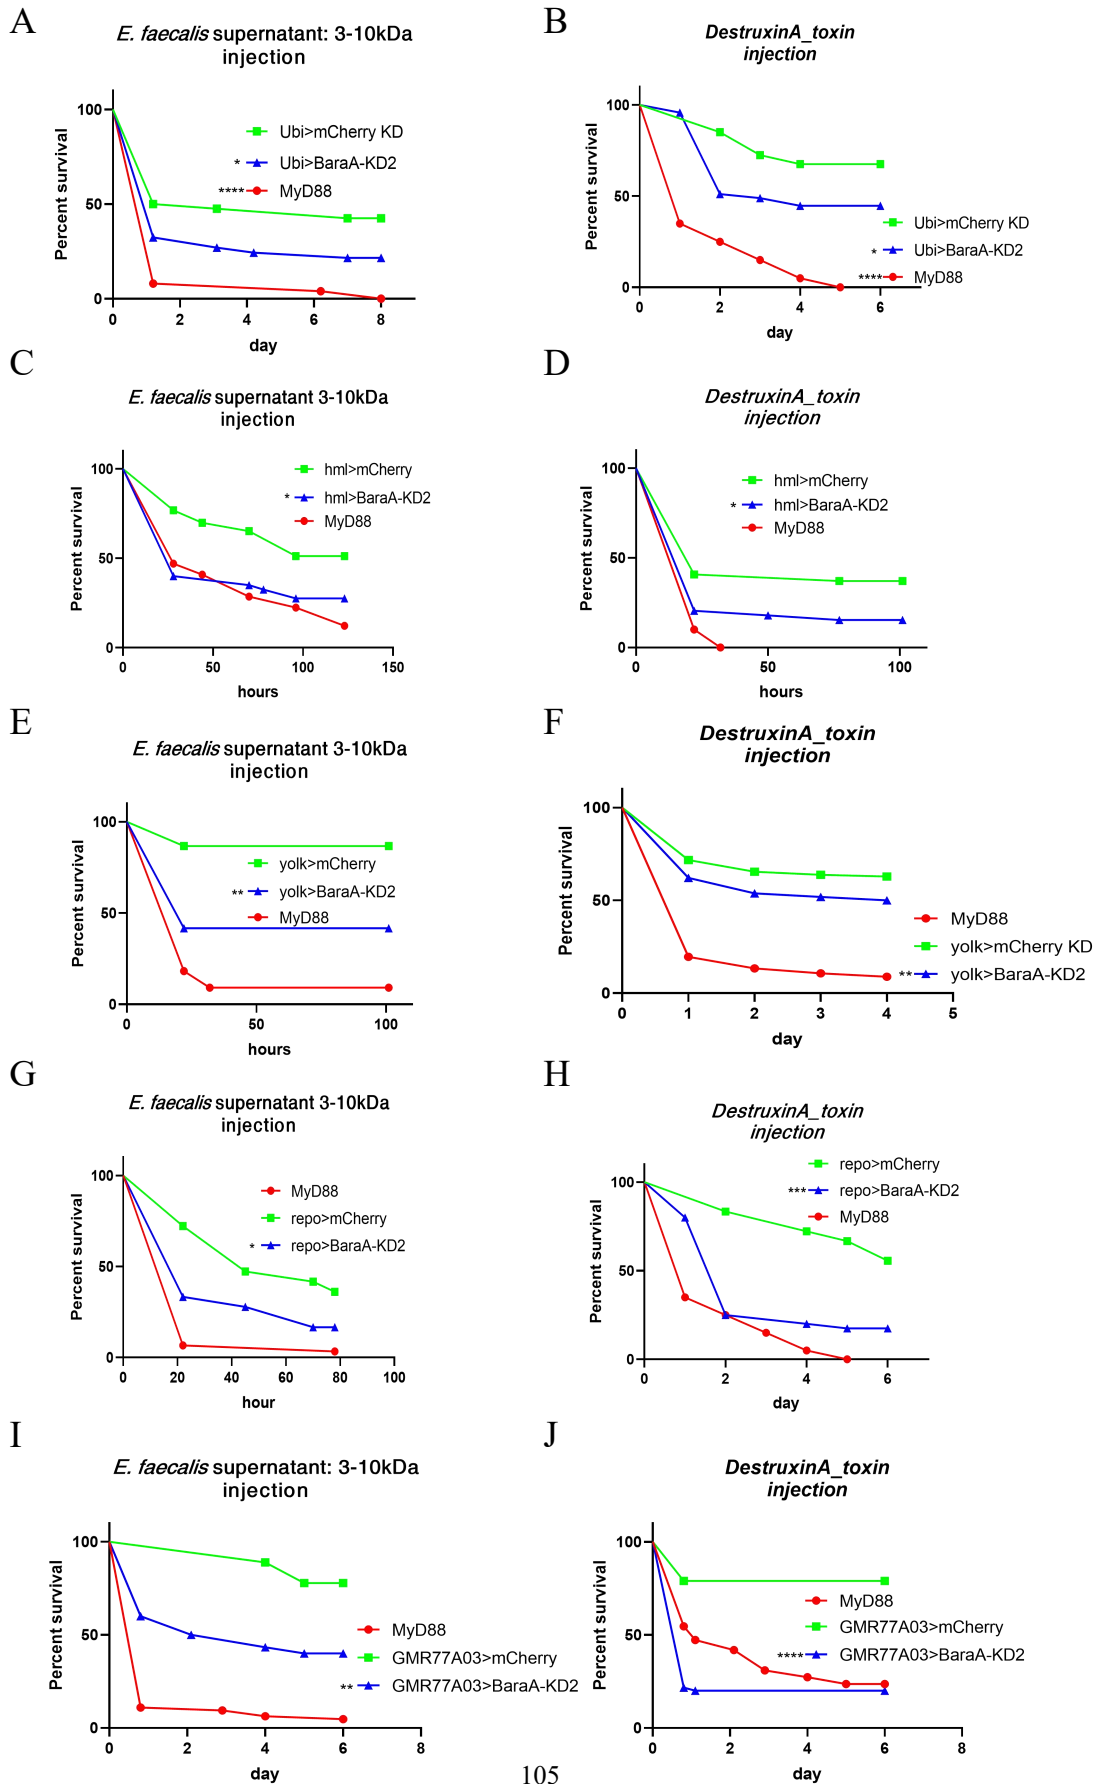 A
E. faecalis supernatant: 3-10kDa
injection
Percent survival
100
50
0
Ubi>mCherry KD
* Ubi>BaraA-KD2
**** MyD88
0 2 4 6 8
day
B
DestruxinA_toxin
injection
Percent survival
100
50
0
Ubi>mCherry KD
* Ubi>BaraA-KD2
**** MyD88
0 2 4 6
day
C
E. faecalis supernatant 3-10kDa
injection
Percent survival
100
50
0
hml>mCherry
* hml>BaraA-KD2
MyD88
0 50 100 150
hours
D
DestruxinA_toxin
injection
Percent survival
100
50
0
hml>mCherry
* hml>BaraA-KD2
MyD88
0 50 100
hours
E
E. faecalis supernatant 3-10kDa
injection
Percent survival
100
50
0
yolk>mCherry
** yolk>BaraA-KD2
MyD88
0 50 100
hours
F
DestruxinA_toxin
injection
Percent survival
100
50
0
MyD88
yolk>mCherry KD
** yolk>BaraA-KD2
0 1 2 3 4 5
day
G
E. faecalis supernatant 3-10kDa
injection
Percent survival
100
50
0
MyD88
repo>mCherry
* repo>BaraA-KD2
0 20 40 60 80 100
hour
H
DestruxinA_toxin
injection
Percent survival
100
50
0
repo>mCherry
*** repo>BaraA-KD2
MyD88
0 2 4 6
day
I
E. faecalis supernatant: 3-10kDa
injection
Percent survival
100
50
0
MyD88
GMR77A03>mCherry
** GMR77A03>BaraA-KD2
0 2 4 6 8
day
J
DestruxinA_toxin
injection
Percent survival
100
50
0
MyD88
GMR77A03>mCherry
**** GMR77A03>BaraA-KD2
0 2 4 6 8
day
105